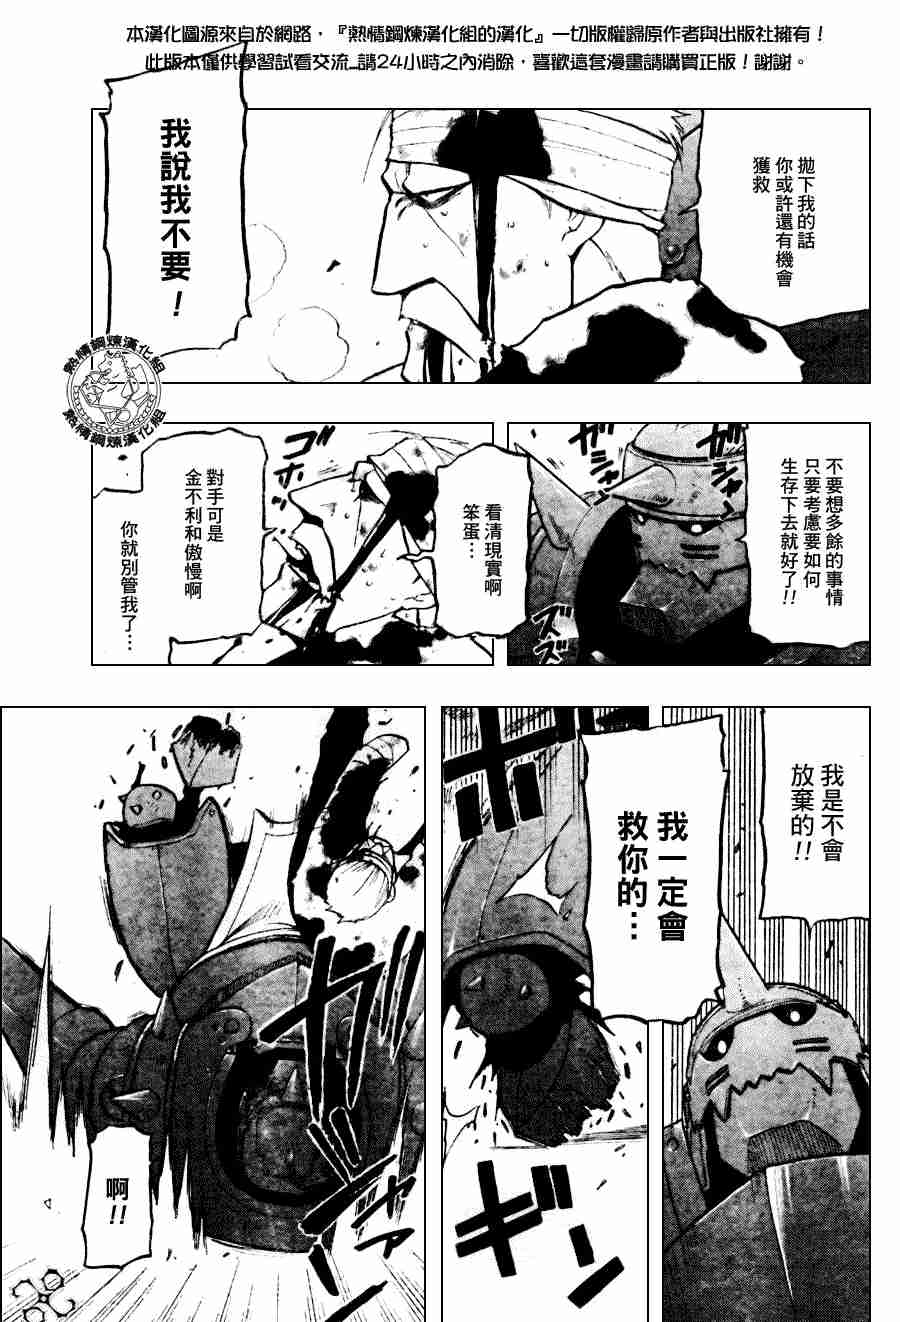 本漢化圖源來自於網路，『熱情鋼煉漢化組的漢化』一切版權歸原作者與出版社擁有！
此版本僅供學習試看交流…請24小時之內消除，喜歡這套漫畫請購買正版！謝謝。
拋下我的話
你或許還有機會
獲救
我說我不要！
熱情鋼煉漢化組
熱情鋼煉漢化組
不要想多餘的事情
只要考慮要如何
生存下去就好了!!
ガシャ
ガシャ
ズズ
看清現實啊
笨蛋…
ゴホッ
對手可是
金不利和傲慢啊
你就別管我了…
我是不會
放棄的!!
我一定會
救你的…
ガクン
啊!!